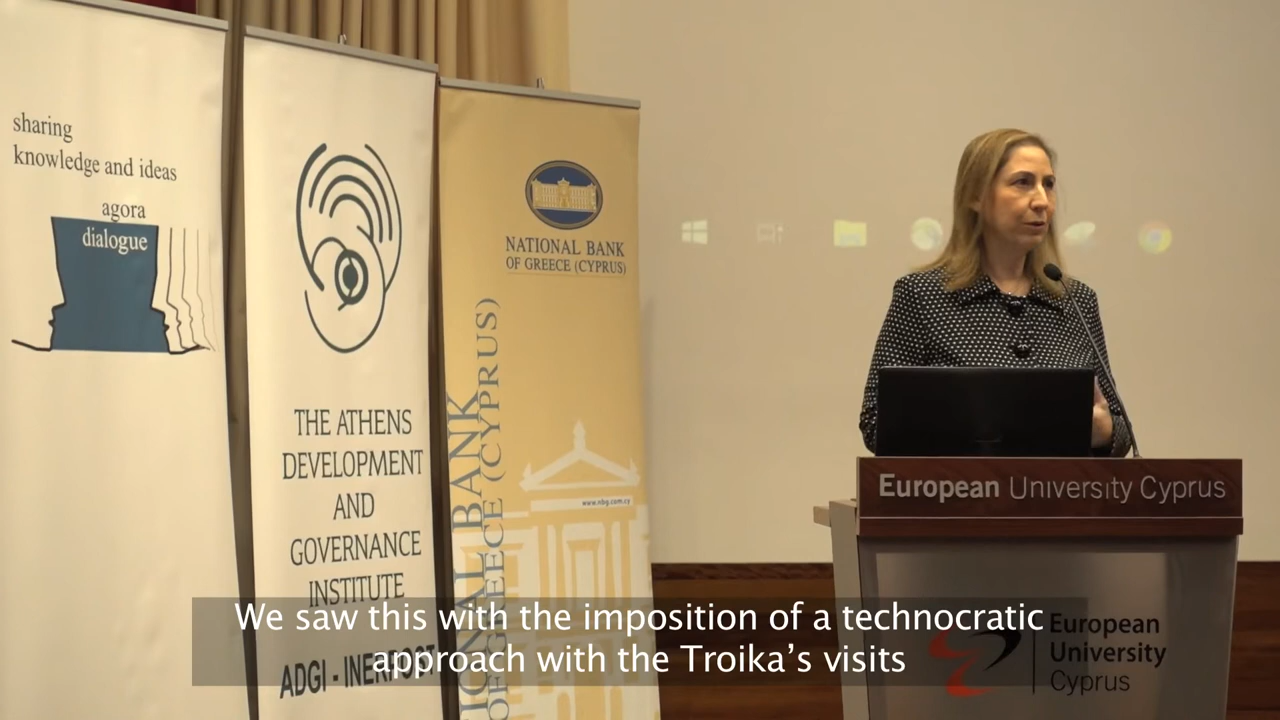 sharing
knowledge and ideas
agora
dialogue
THE ATHENS
DEVELOPMENT
AND
GOVERNANCE
INSTITUTE
ADGI - INERPOST
NATIONAL BANK
OF GREECE (CYPRUS)
NATIONAL BANK
OF GREECE (CYPRUS)
www.nbg.com.cy
European University Cyprus
European
University
Cyprus
We saw this with the imposition of a technocratic
approach with the Troika’s visits